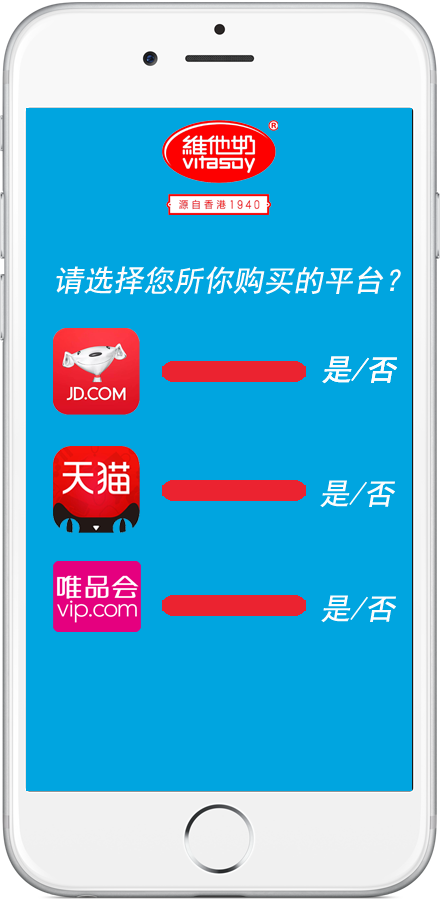 維他奶
vitasoy
®
源自香港1940
请选择您所你购买的平台？
JD.COM
是/否
天猫
是/否
唯品会
vip.com
是/否